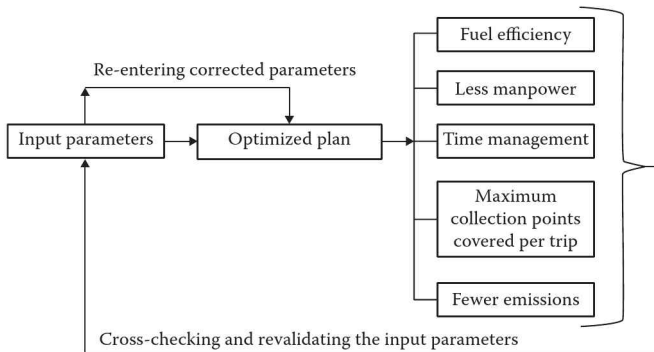 Fuel efficiency
Re-entering corrected parameters
Less manpower
Input parameters
Optimized plan
Time management
Maximum
collection points
covered per trip
Fewer emissions
Cross-checking and revalidating the input parameters